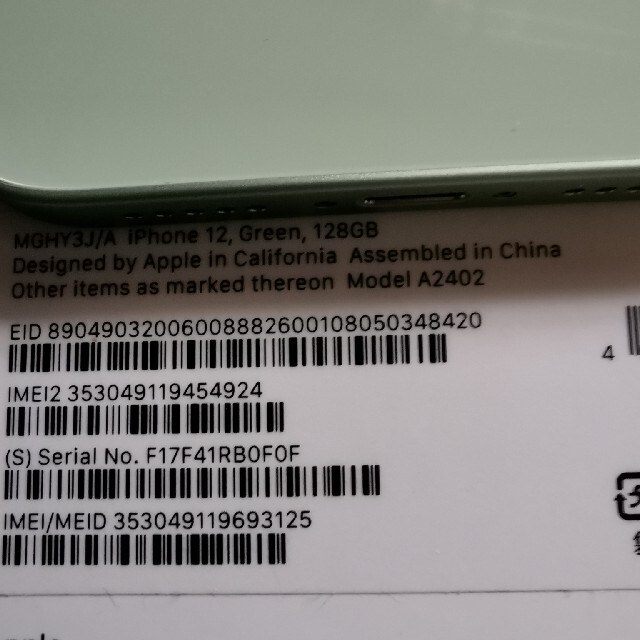 MGHY3J/A iPhone 12, Green, 128GB
Designed by Apple in California Assembled in China
Other items as marked thereon Model A2402
EID 89049032006008882600108050348420
4
IMEI2 353049119454924
(S) Serial No. F17F41RB0F0F
IMEI/MEID 353049119693125